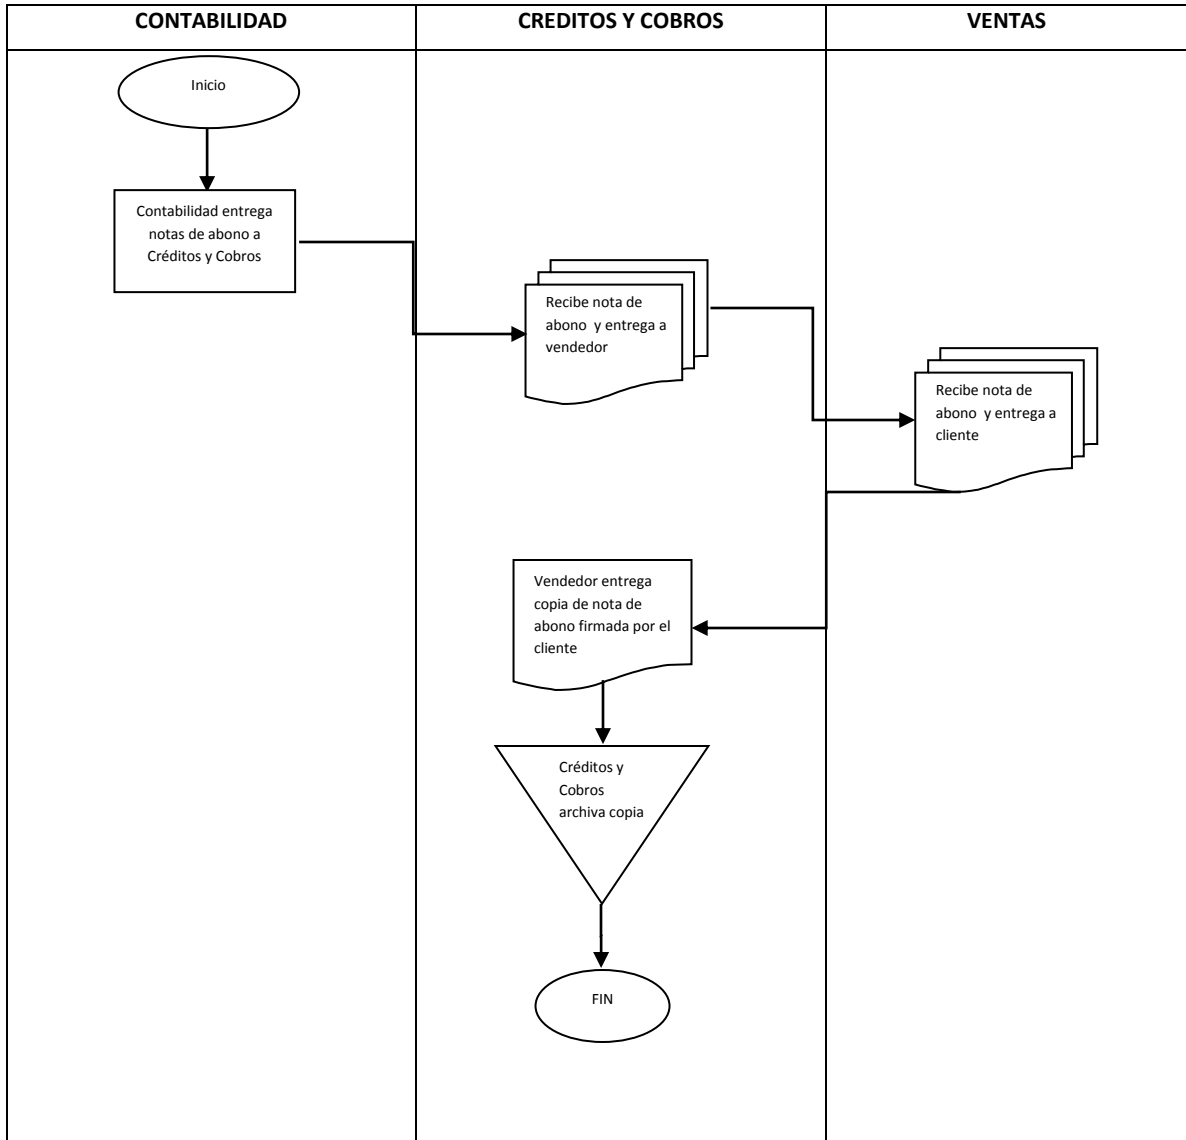 CONTABILIDAD
CREDITOS Y COBROS
VENTAS
Inicio
Contabilidad entrega
notas de abono a
Créditos y Cobros
Recibe nota de
abono y entrega a
vendedor
Recibe nota de
abono y entrega a
cliente
Vendedor entrega
copia de nota de
abono firmada por el
cliente
Créditos y
Cobros
archiva copia
FIN